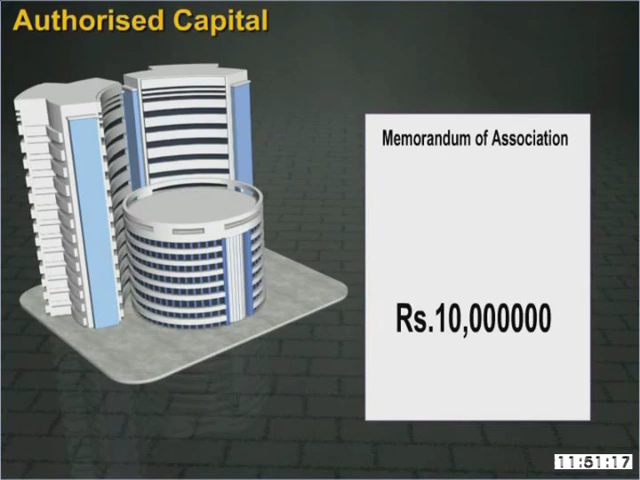 Authorised Capital
Memorandum of Association
Rs.10,000000
11:51:17